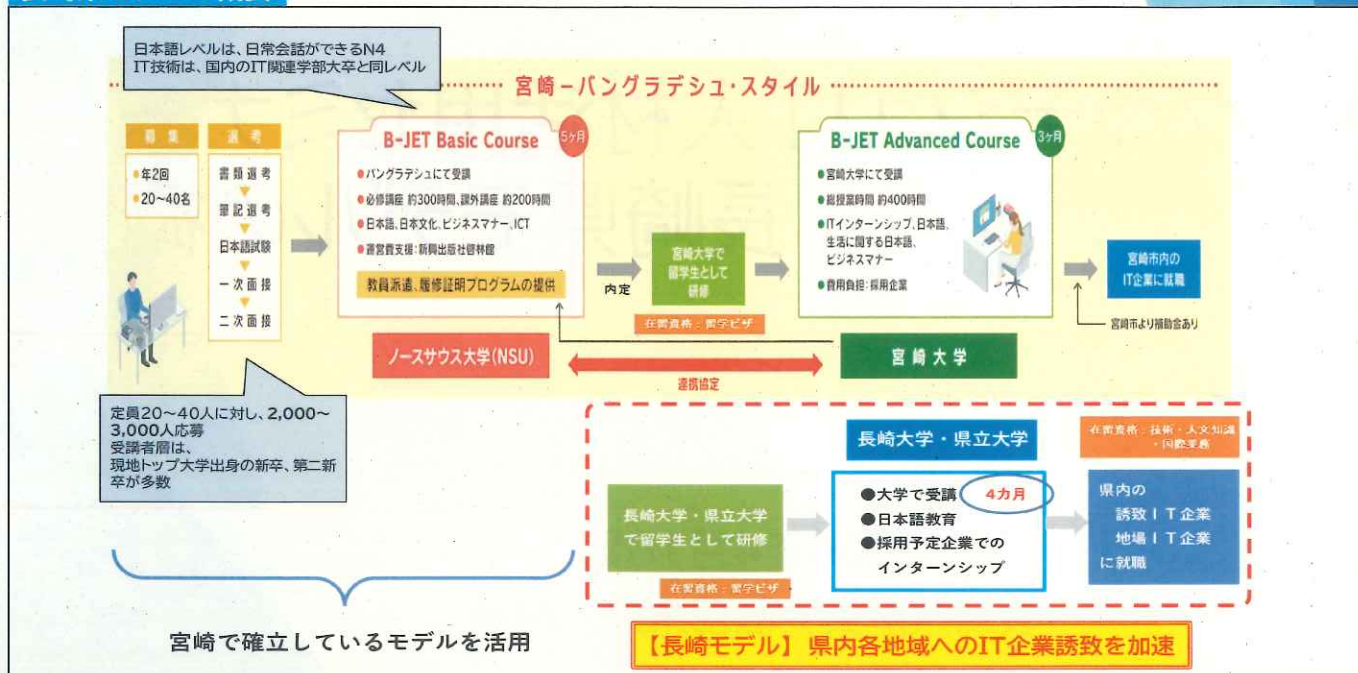 日本語レベルは、日常会話ができるN4
IT技術は、国内のIT関連学部大卒と同レベル
宮崎－バングラデシュ・スタイル
募集
●年2回
●20～40名
選考
書類選考
筆記選考
日本語試験
一次面接
二次面接
B-JET Basic Course
5ヶ月
●バングラデシュにて受講
●必修講座 約300時間、課外講座 約200時間
●日本語、日本文化、ビジネスマナー、ICT
●運営費支援：新興出版社啓林館
教員派遣、履修証明プログラムの提供
ノースサウス大学(NSU)
内定
宮崎大学で
留学生として
研修
在留資格：留学ビザ
連携協定
B-JET Advanced Course
3ヶ月
●宮崎大学にて受講
●総授業時間 約400時間
●ITインターンシップ、日本語、
生活に関する日本語、
ビジネスマナー
●費用負担：採用企業
宮崎大学
宮崎市内の
IT企業に就職
宮崎市より補助金あり
定員20～40人に対し、2,000～
3,000人応募
受講者層は、
現地トップ大学出身の新卒、第二新
卒が多数
長崎大学・県立大学
で留学生として研修
在留資格：留学ビザ
長崎大学・県立大学
●大学で受講 4カ月
●日本語教育
●採用予定企業での
インターンシップ
在留資格：技術・人文知識
・国際業務
県内の
誘致ＩＴ企業
地場ＩＴ企業
に就職
宮崎で確立しているモデルを活用
【長崎モデル】 県内各地域へのIT企業誘致を加速